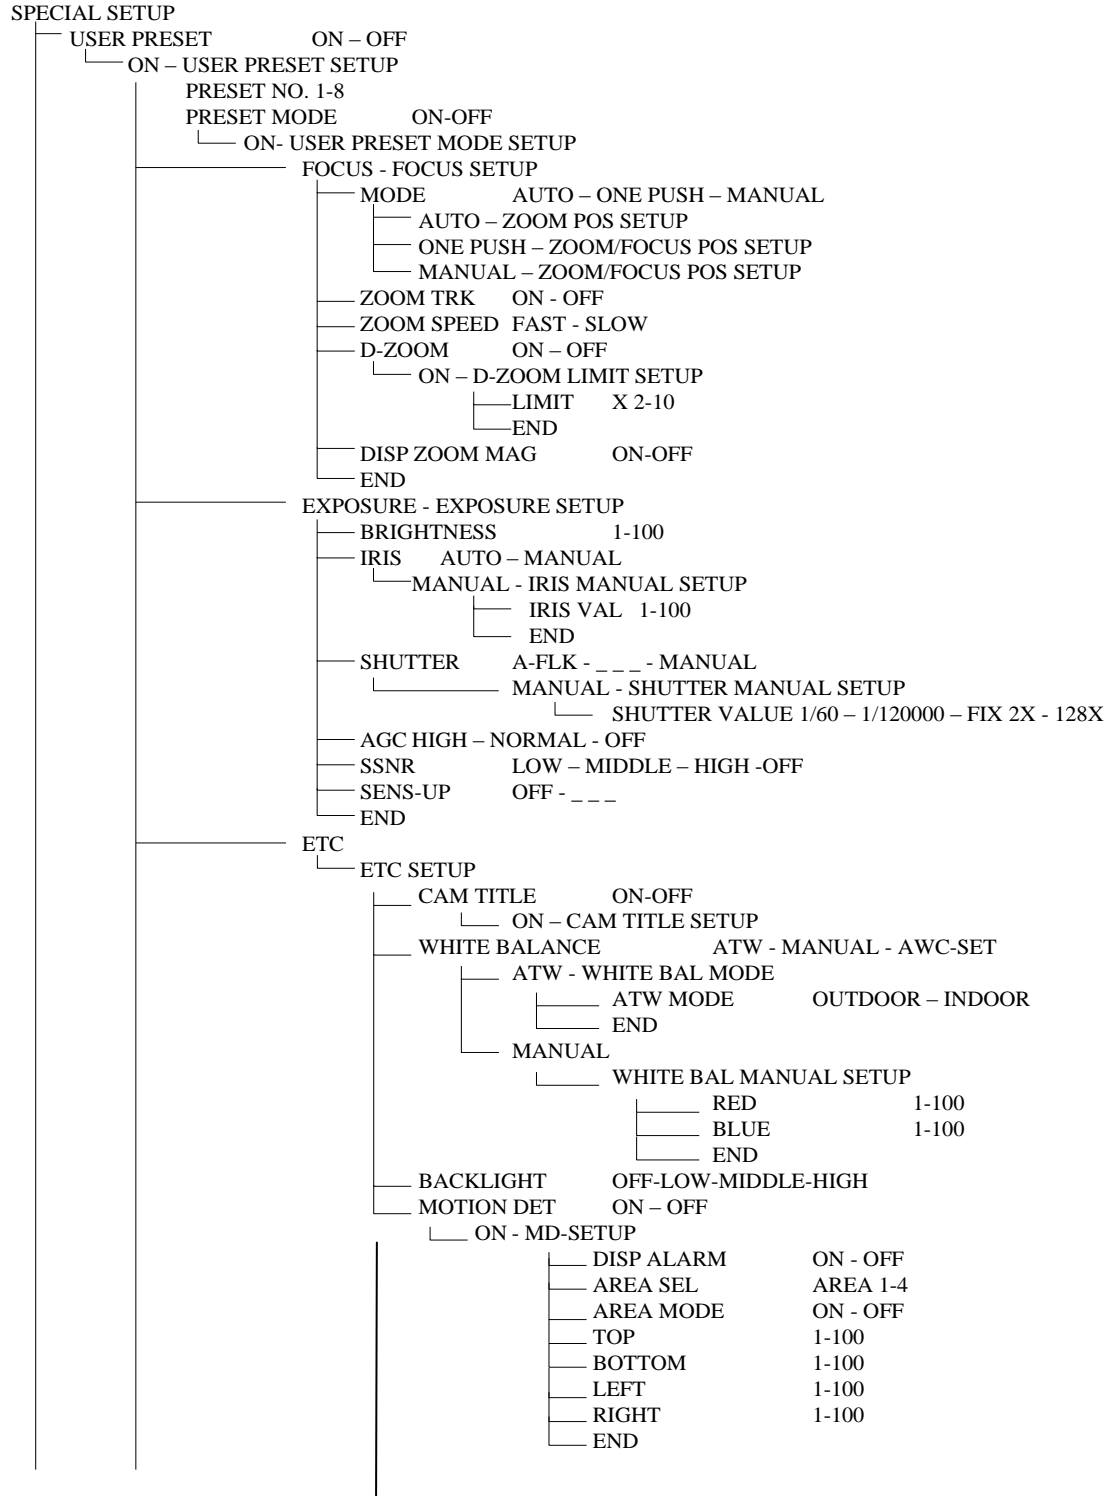 SPECIAL SETUP
USER PRESET ON – OFF
ON – USER PRESET SETUP
PRESET NO. 1-8
PRESET MODE ON-OFF
ON- USER PRESET MODE SETUP
FOCUS - FOCUS SETUP
MODE AUTO – ONE PUSH – MANUAL
AUTO – ZOOM POS SETUP
ONE PUSH – ZOOM/FOCUS POS SETUP
MANUAL – ZOOM/FOCUS POS SETUP
ZOOM TRK ON - OFF
ZOOM SPEED FAST - SLOW
D-ZOOM ON – OFF
ON – D-ZOOM LIMIT SETUP
LIMIT X 2-10
END
DISP ZOOM MAG ON-OFF
END
EXPOSURE - EXPOSURE SETUP
BRIGHTNESS 1-100
IRIS AUTO – MANUAL
MANUAL - IRIS MANUAL SETUP
IRIS VAL 1-100
END
SHUTTER A-FLK - _ _ _ - MANUAL
MANUAL - SHUTTER MANUAL SETUP
SHUTTER VALUE 1/60 – 1/120000 – FIX 2X - 128X
AGC HIGH – NORMAL - OFF
SSNR LOW – MIDDLE – HIGH -OFF
SENS-UP OFF - _ _ _
END
ETC
ETC SETUP
CAM TITLE ON-OFF
ON – CAM TITLE SETUP
WHITE BALANCE ATW - MANUAL - AWC-SET
ATW - WHITE BAL MODE
ATW MODE OUTDOOR – INDOOR
END
MANUAL
WHITE BAL MANUAL SETUP
RED 1-100
BLUE 1-100
END
BACKLIGHT OFF-LOW-MIDDLE-HIGH
MOTION DET ON – OFF
ON - MD-SETUP
DISP ALARM ON - OFF
AREA SEL AREA 1-4
AREA MODE ON - OFF
TOP 1-100
BOTTOM 1-100
LEFT 1-100
RIGHT 1-100
END